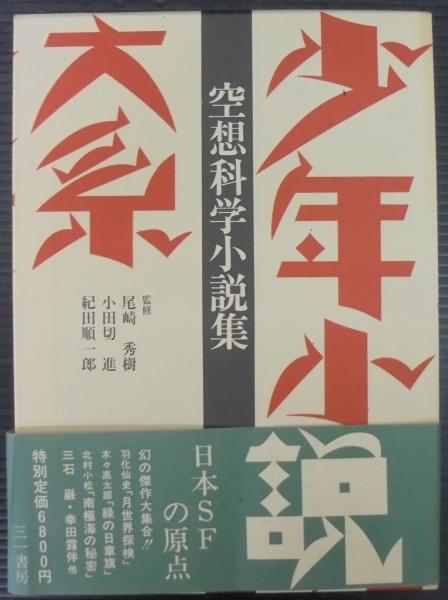 少年小説
大系
空想科学小説集
監修
尾崎 秀樹
小田切 進
紀田順一郎
日本SF
の原点
幻の傑作大集合!!
羽化仙史「月世界探検」
木々高太郎「緑の日章旗」
北村小松「南極海の秘密」
三石 巌・幸田露伴 他
特別定価6800円
三一書房